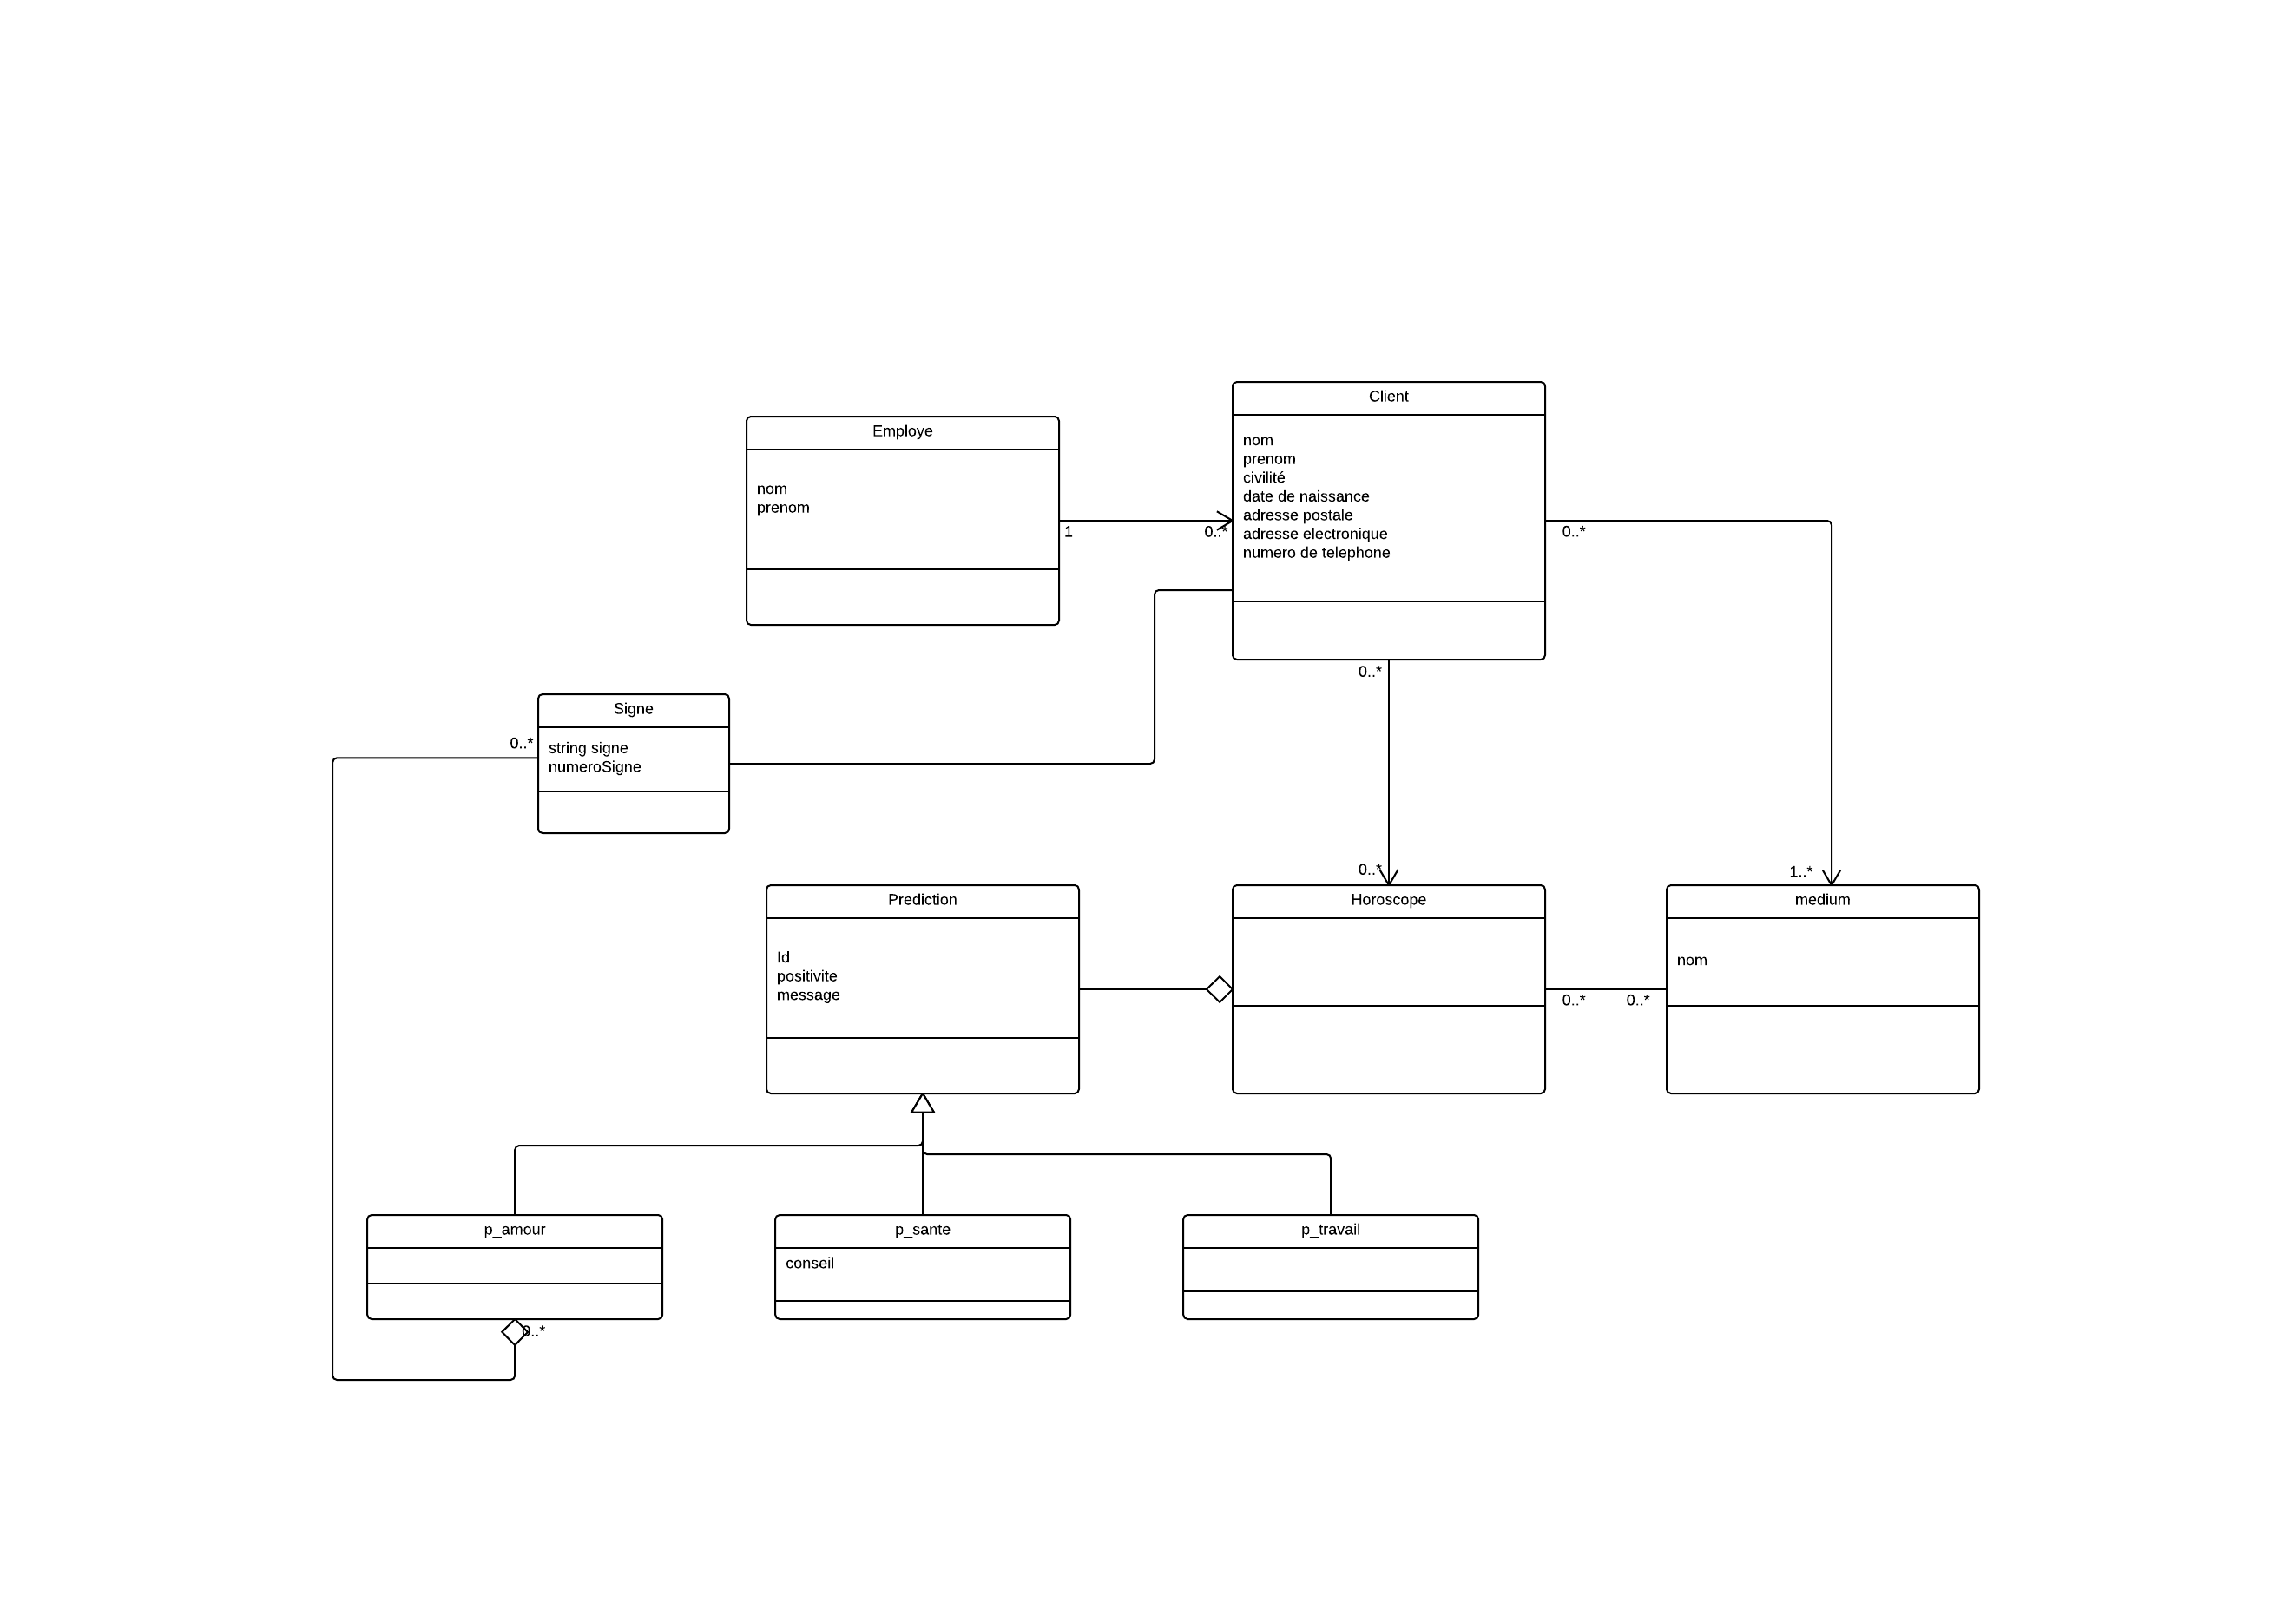 Client
nom
prenom
civilité
date de naissance
adresse postale
adresse electronique
numero de telephone
Employe
nom
prenom
1
0..*
0..*
0..*
Signe
string signe
numeroSigne
0..*
0..*
1..*
Prediction
Id
positivite
message
Horoscope
medium
nom
0..*
0..*
p_amour
p_sante
conseil
p_travail
0..*